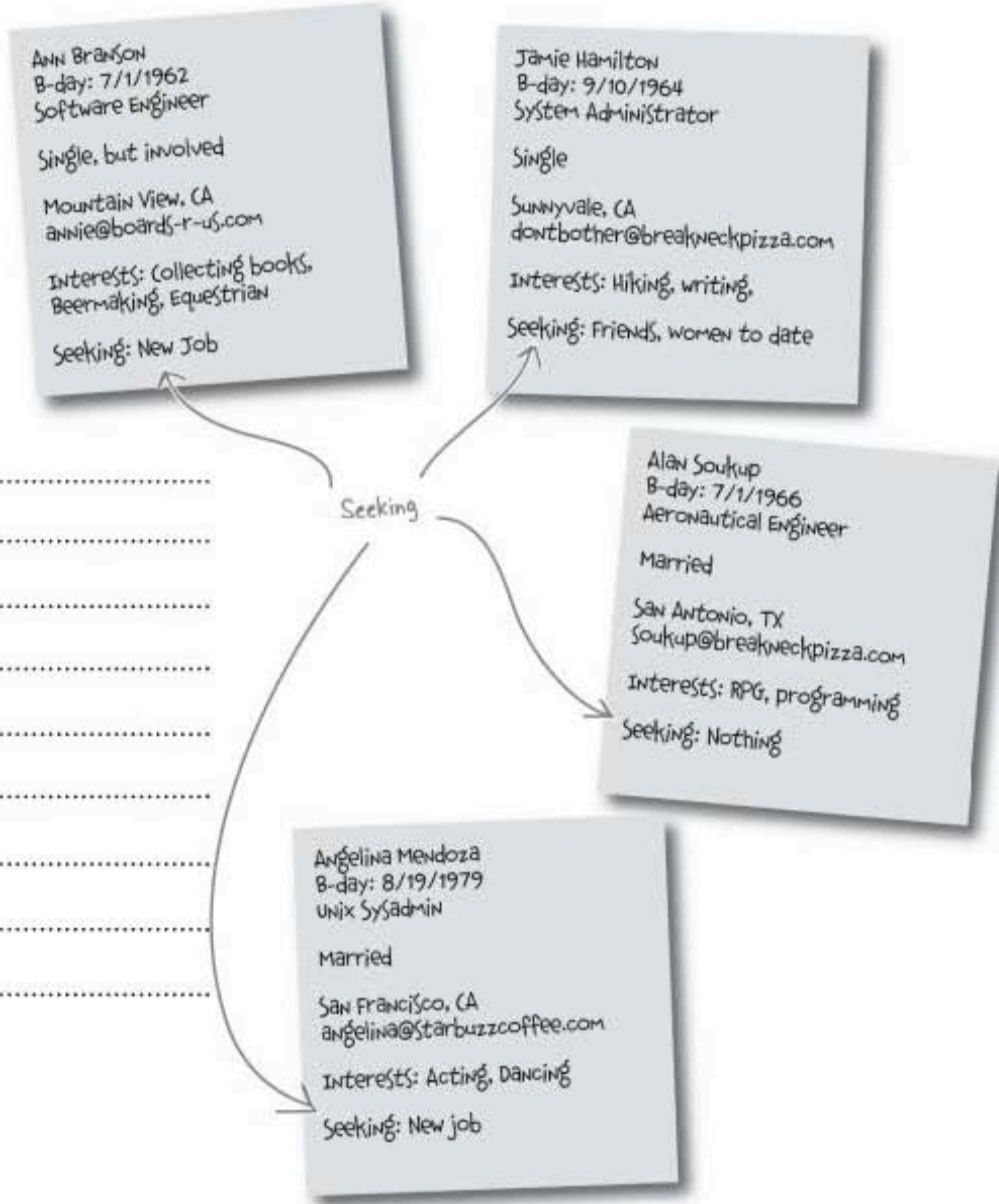 Ann Branson
B-day: 7/1/1962
Software Engineer
Single, but involved
Mountain View, CA
annie@boards-r-us.com
Interests: Collecting books,
Beermaking, Equestrian
Seeking: New Job
Jamie Hamilton
B-day: 9/10/1964
System Administrator
Single
Sunnyvale, CA
dontbother@breakneckpizza.com
Interests: Hiking, writing,
Seeking: Friends, women to date
Seeking
Alan Soukup
B-day: 7/1/1966
Aeronautical Engineer
Married
San Antonio, TX
soukup@breakneckpizza.com
Interests: RPG, programming
Seeking: Nothing
Angelina Mendoza
B-day: 8/19/1979
Unix Sysadmin
Married
San Francisco, CA
angelina@starbuzzcoffee.com
Interests: Acting, Dancing
Seeking: New job